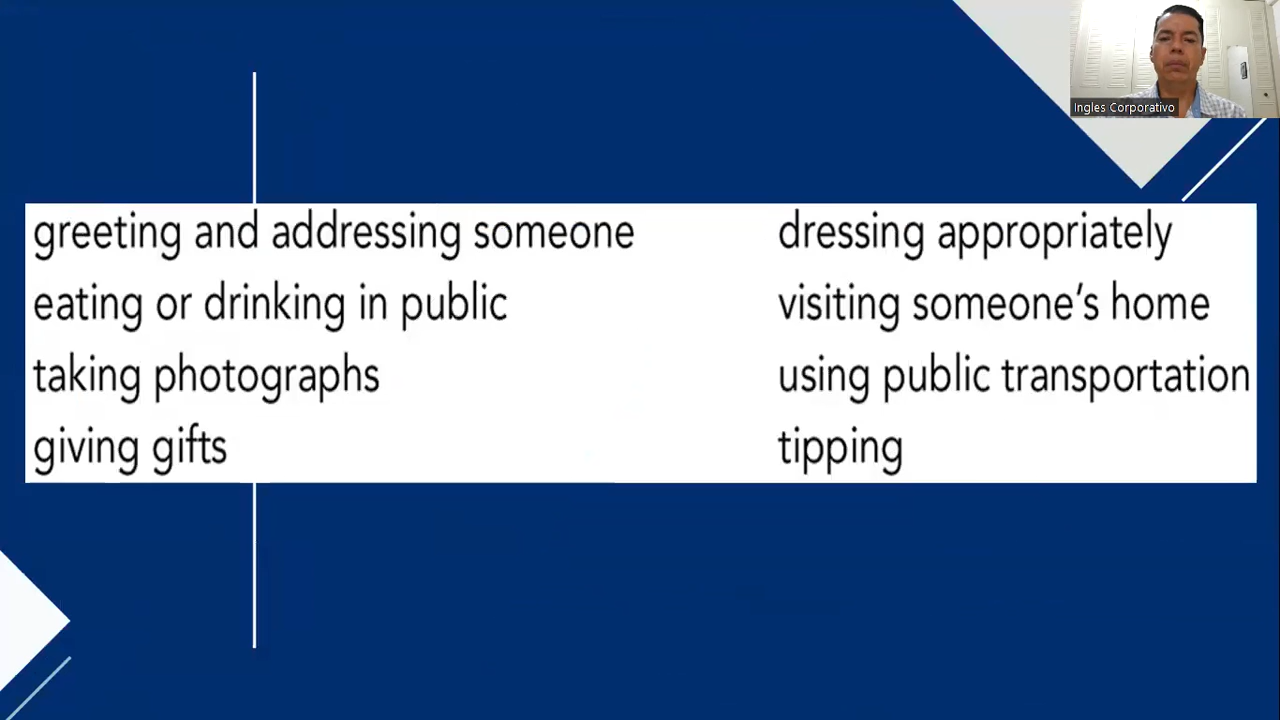 Ingles Corporativo
greeting and addressing someone
eating or drinking in public
taking photographs
giving gifts
dressing appropriately
visiting someone’s home
using public transportation
tipping